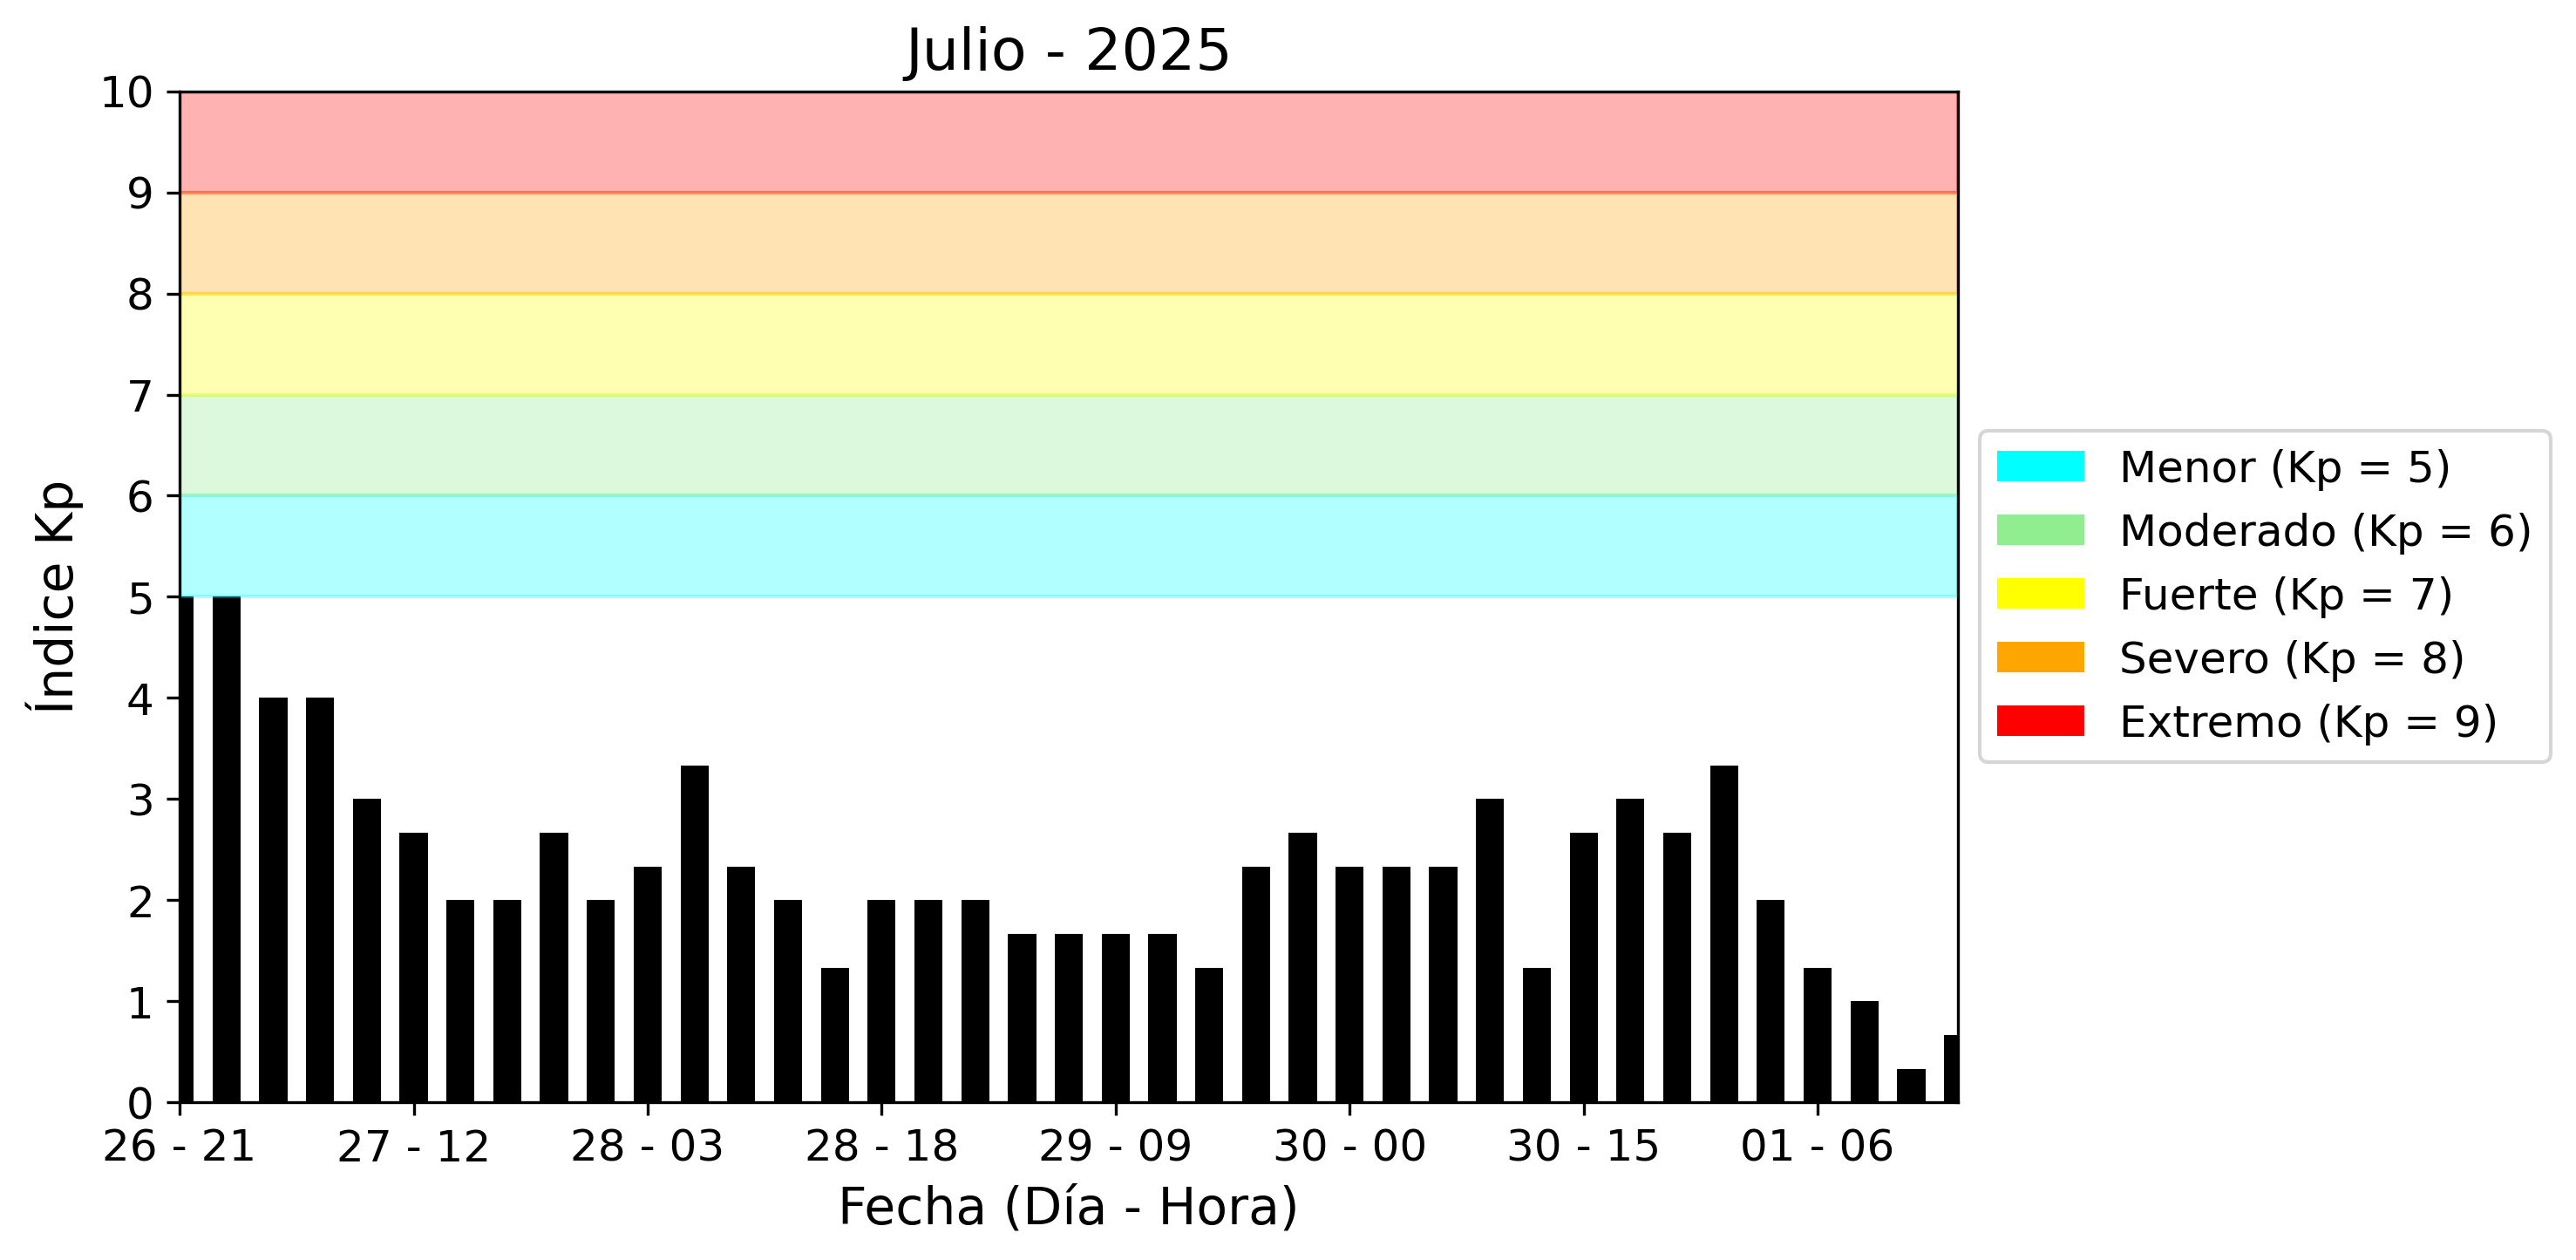 Julio - 2025
10
9
8
7
6
5
4
3
2
1
0
Índice Kp
26 - 21
27 - 12
28 - 03
28 - 18
29 - 09
30 - 00
30 - 15
01 - 06
Fecha (Día - Hora)
Menor (Kp = 5)
Moderado (Kp = 6)
Fuerte (Kp = 7)
Severo (Kp = 8)
Extremo (Kp = 9)